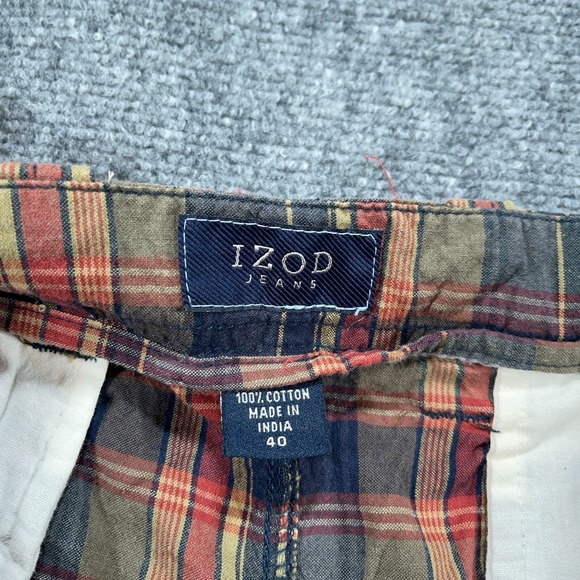 IZOD
JEANS
100% COTTON
MADE IN
INDIA
40